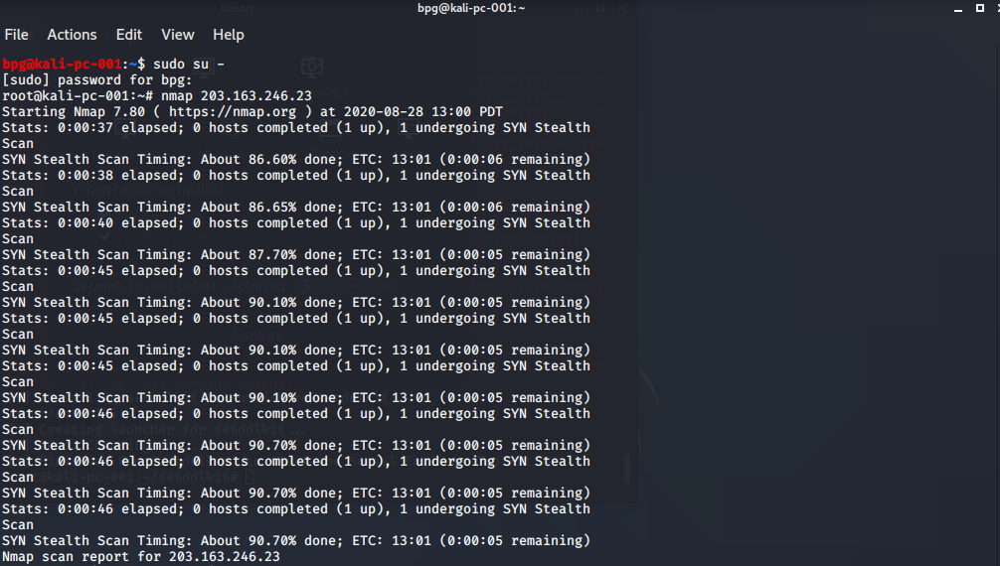 bpg@kali-pc-001: ~
File Actions Edit View Help
bpg@kali-pc-001:~$ sudo su -
[sudo] password for bpg:
root@kali-pc-001:~# nmap 203.163.246.23
Starting Nmap 7.80 ( https://nmap.org ) at 2020-08-28 13:00 PDT
Stats: 0:00:37 elapsed; 0 hosts completed (1 up), 1 undergoing SYN Stealth
Scan
SYN Stealth Scan Timing: About 86.60% done; ETC: 13:01 (0:00:06 remaining)
Stats: 0:00:38 elapsed; 0 hosts completed (1 up), 1 undergoing SYN Stealth
Scan
SYN Stealth Scan Timing: About 86.65% done; ETC: 13:01 (0:00:06 remaining)
Stats: 0:00:40 elapsed; 0 hosts completed (1 up), 1 undergoing SYN Stealth
Scan
SYN Stealth Scan Timing: About 87.70% done; ETC: 13:01 (0:00:05 remaining)
Stats: 0:00:45 elapsed; 0 hosts completed (1 up), 1 undergoing SYN Stealth
Scan
SYN Stealth Scan Timing: About 90.10% done; ETC: 13:01 (0:00:05 remaining)
Stats: 0:00:45 elapsed; 0 hosts completed (1 up), 1 undergoing SYN Stealth
Scan
SYN Stealth Scan Timing: About 90.10% done; ETC: 13:01 (0:00:05 remaining)
Stats: 0:00:45 elapsed; 0 hosts completed (1 up), 1 undergoing SYN Stealth
Scan
SYN Stealth Scan Timing: About 90.10% done; ETC: 13:01 (0:00:05 remaining)
Stats: 0:00:46 elapsed; 0 hosts completed (1 up), 1 undergoing SYN Stealth
Scan
Creating launcher for setoolkit...
SYN Stealth Scan Timing: About 90.70% done; ETC: 13:01 (0:00:05 remaining)
Stats: 0:00:46 elapsed; 0 hosts completed (1 up), 1 undergoing SYN Stealth
Scan
kali-pc-001:~/setoolkit#
SYN Stealth Scan Timing: About 90.70% done; ETC: 13:01 (0:00:05 remaining)
Stats: 0:00:46 elapsed; 0 hosts completed (1 up), 1 undergoing SYN Stealth
Scan
SYN Stealth Scan Timing: About 90.70% done; ETC: 13:01 (0:00:05 remaining)
Nmap scan report for 203.163.246.23